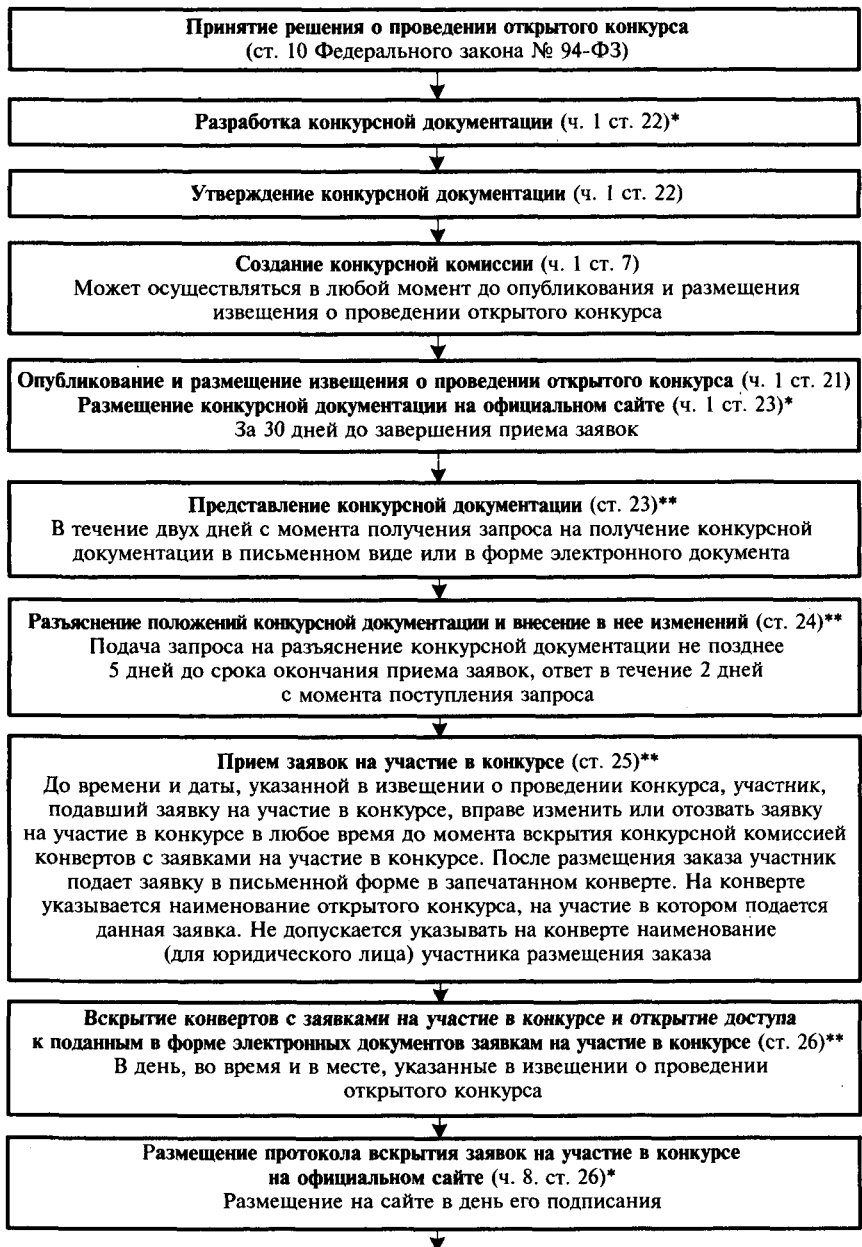 Принятие решения о проведении открытого конкурса
(ст. 10 Федерального закона № 94-ФЗ)
Разработка конкурсной документации (ч. 1 ст. 22)*
Утверждение конкурсной документации (ч. 1 ст. 22)
Создание конкурсной комиссии (ч. 1 ст. 7)
Может осуществляться в любой момент до опубликования и размещения
извещения о проведении открытого конкурса
Опубликование и размещение извещения о проведении открытого конкурса (ч. 1 ст. 21)
Размещение конкурсной документации на официальном сайте (ч. 1 ст. 23)*
За 30 дней до завершения приема заявок
Представление конкурсной документации (ст. 23)**
В течение двух дней с момента получения запроса на получение конкурсной
документации в письменном виде или в форме электронного документа
Разъяснение положений конкурсной документации и внесение в нее изменений (ст. 24)**
Подача запроса на разъяснение конкурсной документации не позднее
5 дней до срока окончания приема заявок, ответ в течение 2 дней
с момента поступления запроса
Прием заявок на участие в конкурсе (ст. 25)**
До времени и даты, указанной в извещении о проведении конкурса, участник,
подавший заявку на участие в конкурсе, вправе изменить или отозвать заявку
на участие в конкурсе в любое время до момента вскрытия конкурсной комиссией
конвертов с заявками на участие в конкурсе. После размещения заказа участник
подает заявку в письменной форме в запечатанном конверте. На конверте
указывается наименование открытого конкурса, на участие в котором подается
данная заявка. Не допускается указывать на конверте наименование
(для юридического лица) участника размещения заказа
Вскрытие конвертов с заявками на участие в конкурсе и открытие доступа
к поданным в форме электронных документов заявкам на участие в конкурсе (ст. 26)**
В день, во время и в месте, указанные в извещении о проведении
открытого конкурса
Размещение протокола вскрытия заявок на участие в конкурсе
на официальном сайте (ч. 8. ст. 26)*
Размещение на сайте в день его подписания